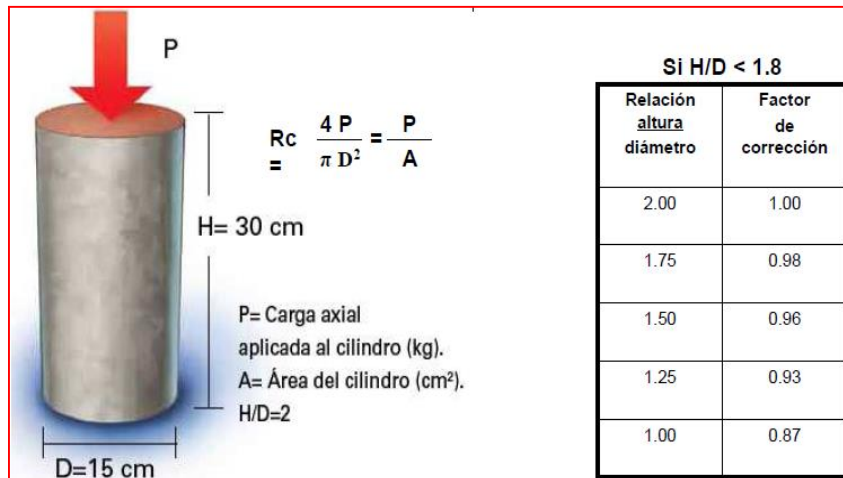 P
Rc = 4 P / π D² = P / A
H= 30 cm
P= Carga axial
aplicada al cilindro (kg).
A= Área del cilindro (cm²).
H/D=2
D=15 cm
Si H/D < 1.8
Relación altura diámetro | Factor de corrección
2.00 | 1.00
1.75 | 0.98
1.50 | 0.96
1.25 | 0.93
1.00 | 0.87